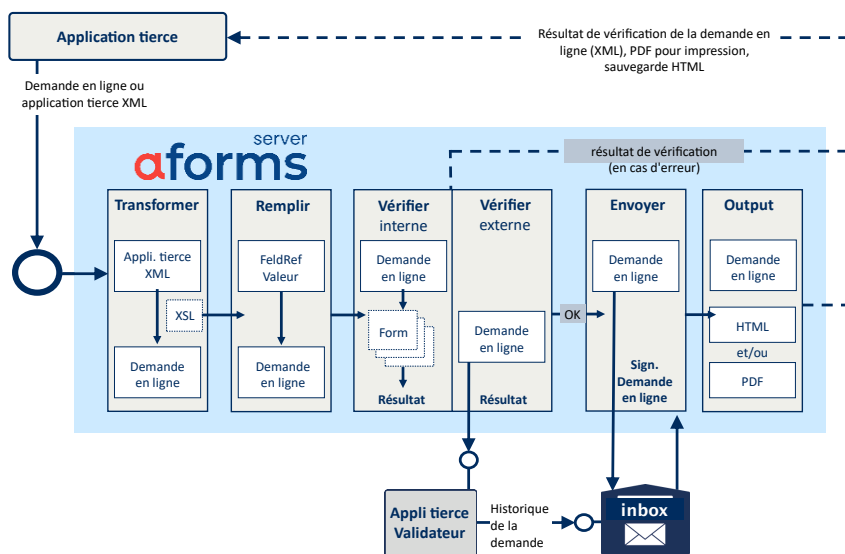 Application tierce
Résultat de vérification de la demande en
ligne (XML), PDF pour impression,
sauvegarde HTML
Demande en ligne ou
application tierce XML
server
aforms
résultat de vérification
(en cas d'erreur)
Transformer
Appli. tierce
XML
XSL
Demande
en ligne
Remplir
FeldRef
Valeur
Demande
en ligne
Vérifier
interne
Demande
en ligne
Form
Résultat
Vérifier
externe
Demande
en ligne
Résultat
OK
Envoyer
Demande
en ligne
Sign.
Demande
en ligne
Output
Demande
en ligne
HTML
et/ou
PDF
Appli tierce
Validateur
Historique
de la
demande
inbox